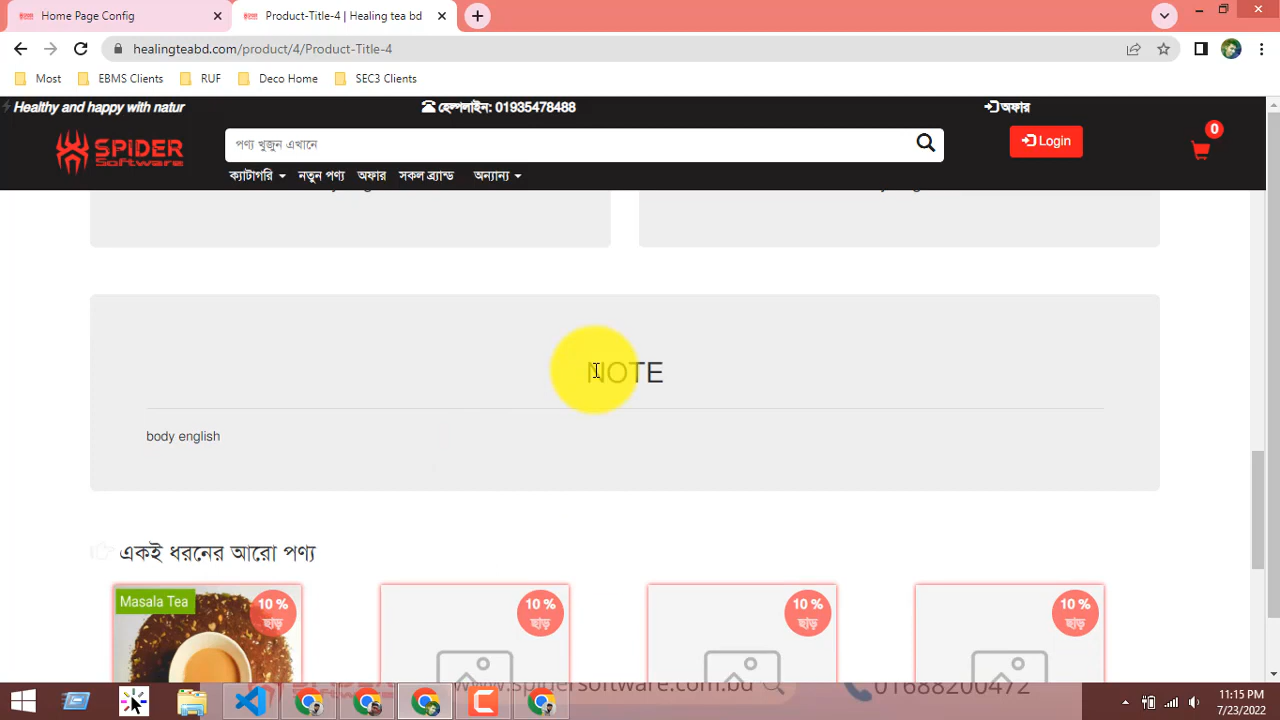 Home Page Config
Product-Title-4 | Healing tea bd
healingteabd.com/product/4/Product-Title-4
Most
EBMS Clients
RUF
Deco Home
SEC3 Clients
Healthy and happy with natur
হেল্পলাইন: 01935478488
অফার
SPIDER
Software
পণ্য খুজুন এখানে
Login
0
ক্যাটাগরি
নতুন পণ্য
অফার
সকল ব্র্যান্ড
অন্যান্য
NOTE
body english
একই ধরনের আরো পণ্য
Masala Tea
10 %
ছাড়
10 %
ছাড়
10 %
ছাড়
10 %
ছাড়
www.spidersoftware.com.bd
01688200472
11:15 PM
7/23/2022